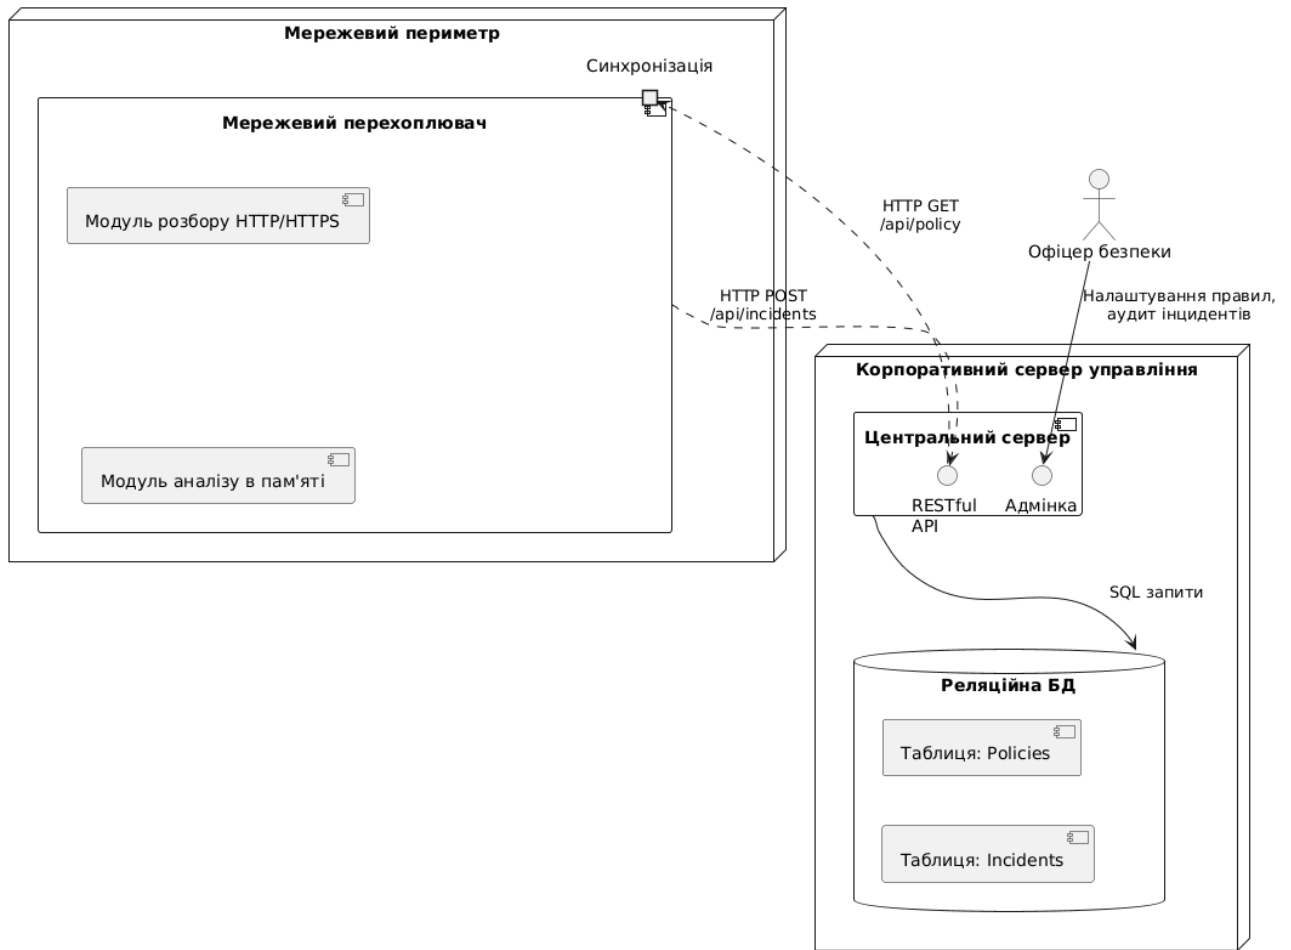 Мережевий периметр
Синхронізація
Мережевий перехоплювач
Модуль розбору HTTP/HTTPS
HTTP GET
/api/policy
Офіцер безпеки
HTTP POST
/api/incidents
Налаштування правил,
аудит інцидентів
Корпоративний сервер управління
Центральний сервер
Модуль аналізу в пам'яті
RESTful
API
Адмінка
SQL запити
Реляційна БД
Таблиця: Policies
Таблиця: Incidents